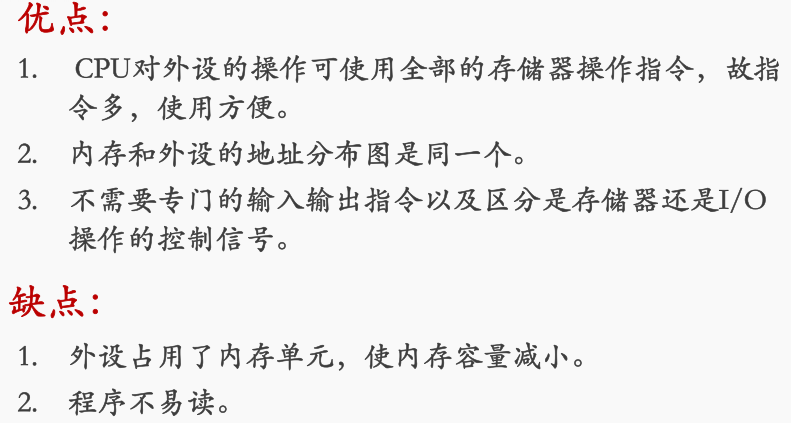 优点：
1. CPU对外设的操作可使用全部的存储器操作指令，故指
令多，使用方便。
2. 内存和外设的地址分布图是同一个。
3. 不需要专门的输入输出指令以及区分是存储器还是I/O
操作的控制信号。
缺点：
1. 外设占用了内存单元，使内存容量减小。
2. 程序不易读。